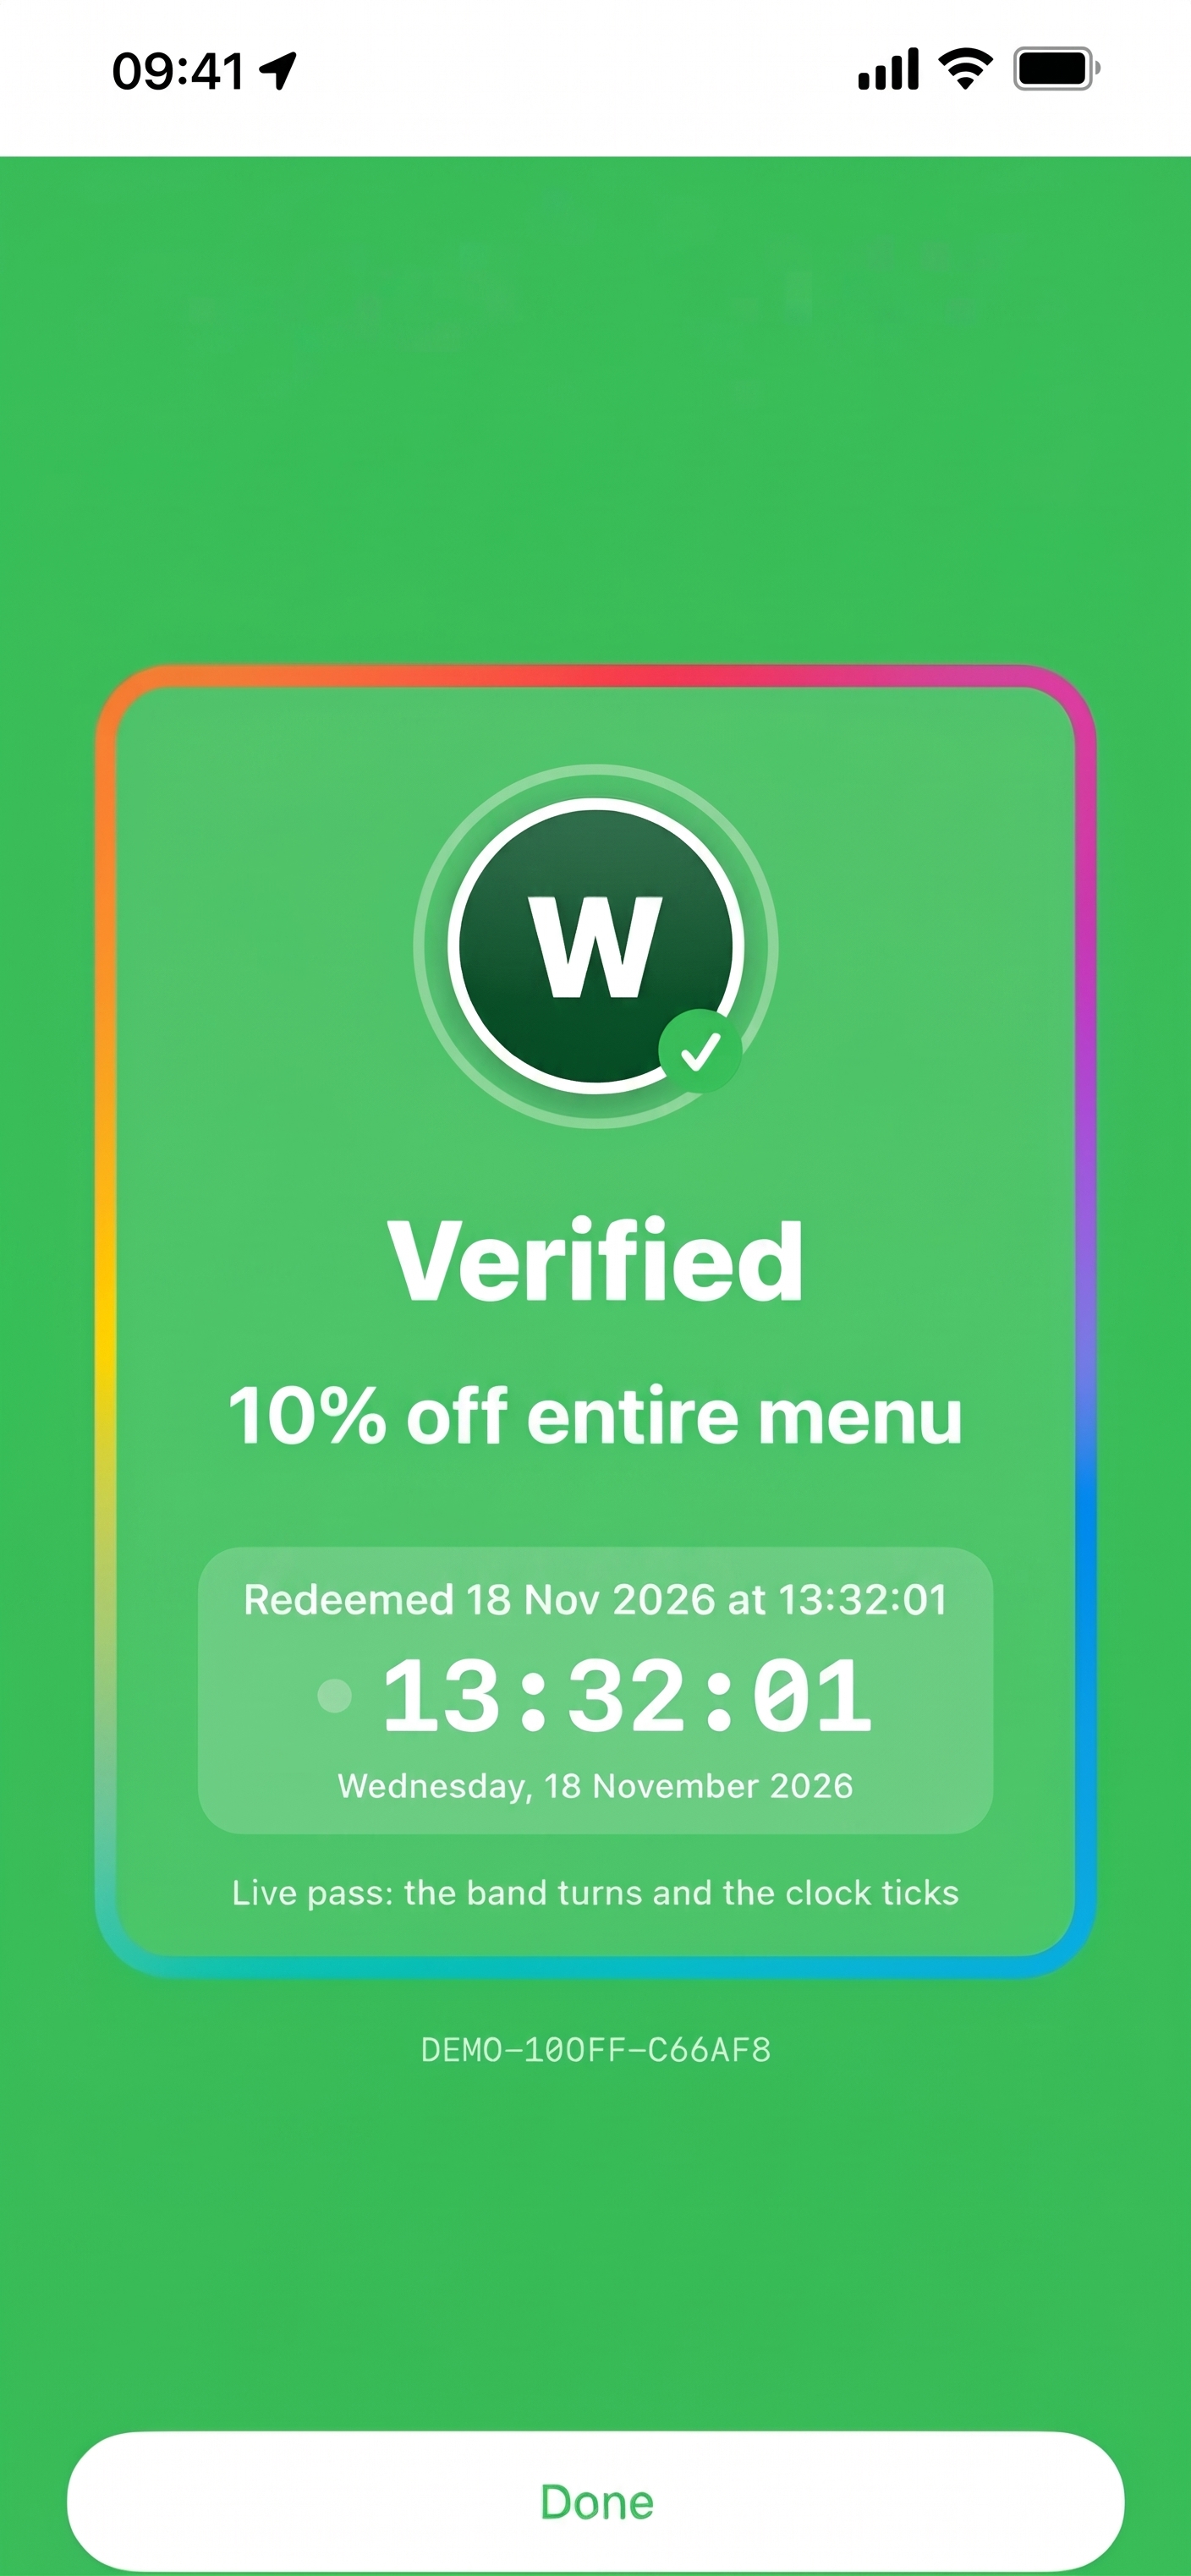 09:41
W
Verified
10% off entire menu
Redeemed 18 Nov 2026 at 13:32:01
13:32:01
Wednesday, 18 November 2026
Live pass: the band turns and the clock ticks
DEMO-10OFF-C66AF8
Done